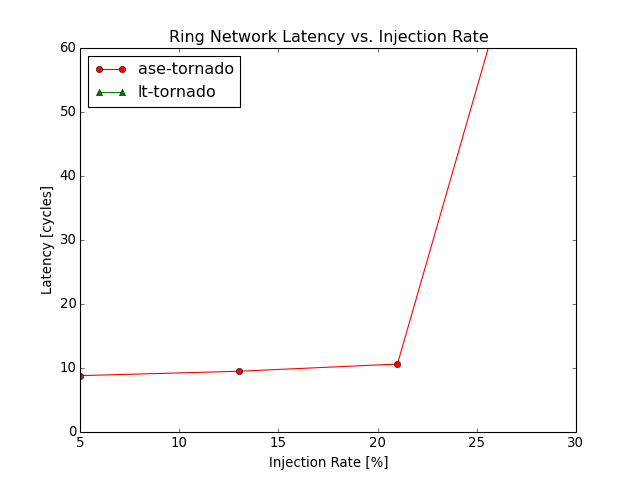 Ring Network Latency vs. Injection Rate
ase-tornado
lt-tornado
Latency [cycles]
60
50
40
30
20
10
0
5 10 15 20 25 30
Injection Rate [%]